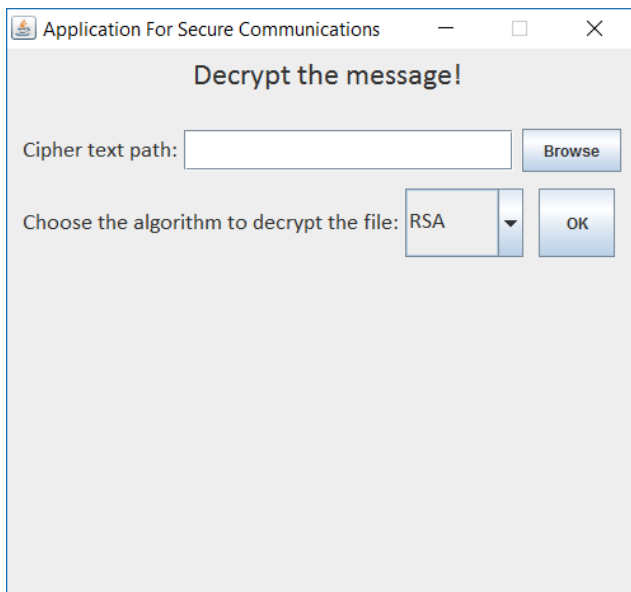 Application For Secure Communications
Decrypt the message!
Cipher text path: Browse
Choose the algorithm to decrypt the file: RSA OK